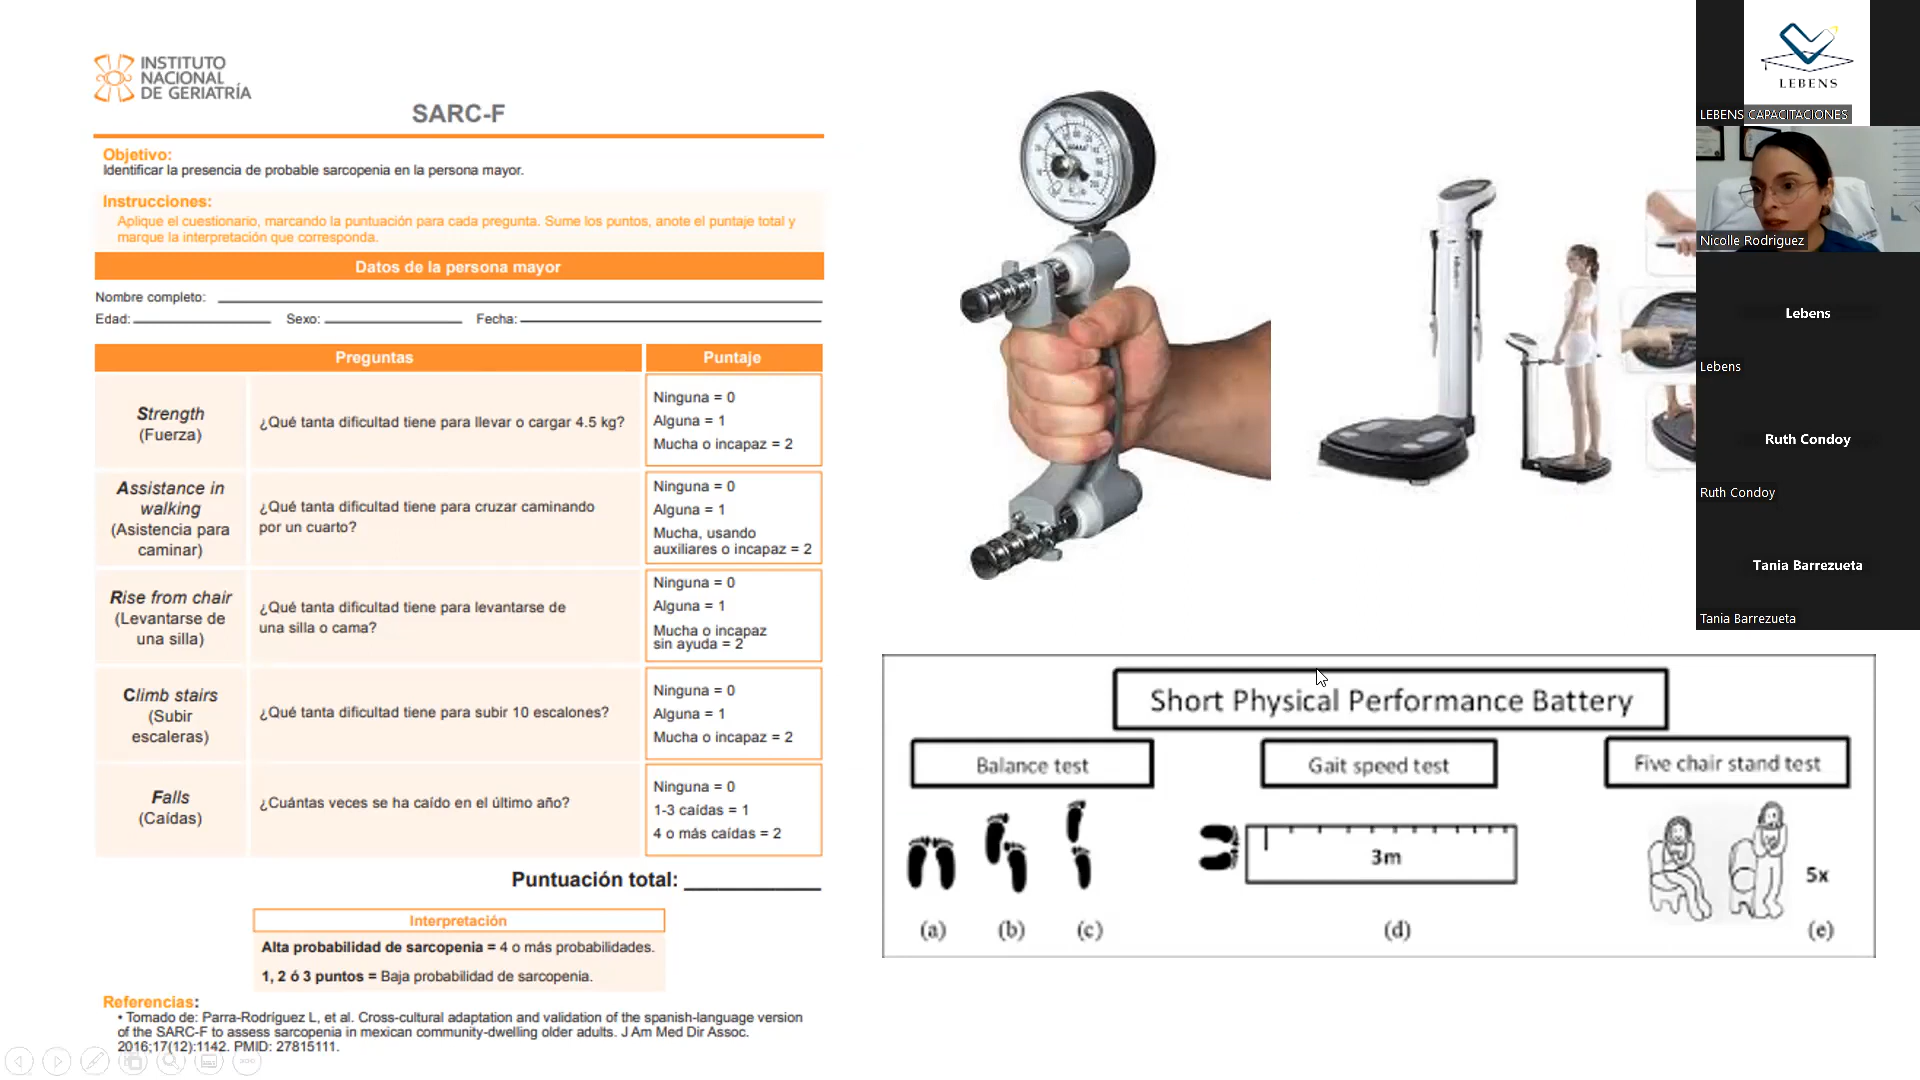 INSTITUTO
NACIONAL
DE GERIATRÍA
SARC-F
Objetivo:
Identificar la presencia de probable sarcopenia en la persona mayor.
Instrucciones:
Aplique el cuestionario, marcando la puntuación para cada pregunta. Sume los puntos, anote el puntaje total y
marque la interpretación que corresponda.
Datos de la persona mayor
Nombre completo:
Edad: Sexo: Fecha:
Preguntas Puntaje
Strength
(Fuerza)
¿Qué tanta dificultad tiene para llevar o cargar 4.5 kg?
Ninguna = 0
Alguna = 1
Mucha o incapaz = 2
Assistance in
walking
(Asistencia para
caminar)
¿Qué tanta dificultad tiene para cruzar caminando
por un cuarto?
Ninguna = 0
Alguna = 1
Mucha, usando
auxiliares o incapaz = 2
Rise from chair
(Levantarse de
una silla)
¿Qué tanta dificultad tiene para levantarse de
una silla o cama?
Ninguna = 0
Alguna = 1
Mucha o incapaz
sin ayuda = 2
Climb stairs
(Subir
escaleras)
¿Qué tanta dificultad tiene para subir 10 escalones?
Ninguna = 0
Alguna = 1
Mucha o incapaz = 2
Falls
(Caídas)
¿Cuántas veces se ha caído en el último año?
Ninguna = 0
1-3 caídas = 1
4 o más caídas = 2
Puntuación total:
Interpretación
Alta probabilidad de sarcopenia = 4 o más probabilidades.
1, 2 ó 3 puntos = Baja probabilidad de sarcopenia.
Referencias:
• Tomado de: Parra-Rodríguez L, et al. Cross-cultural adaptation and validation of the spanish-language version
of the SARC-F to assess sarcopenia in mexican community-dwelling older adults. J Am Med Dir Assoc.
2016;17(12):1142. PMID: 27815111.
Short Physical Performance Battery
Balance test
Gait speed test
Five chair stand test
3m
5x
(a) (b) (c) (d) (e)
LEBENS
LEBENS CAPACITACIONES
Nicolle Rodriguez
Lebens
Lebens
Ruth Condoy
Ruth Condoy
Tania Barrezueta
Tania Barrezueta